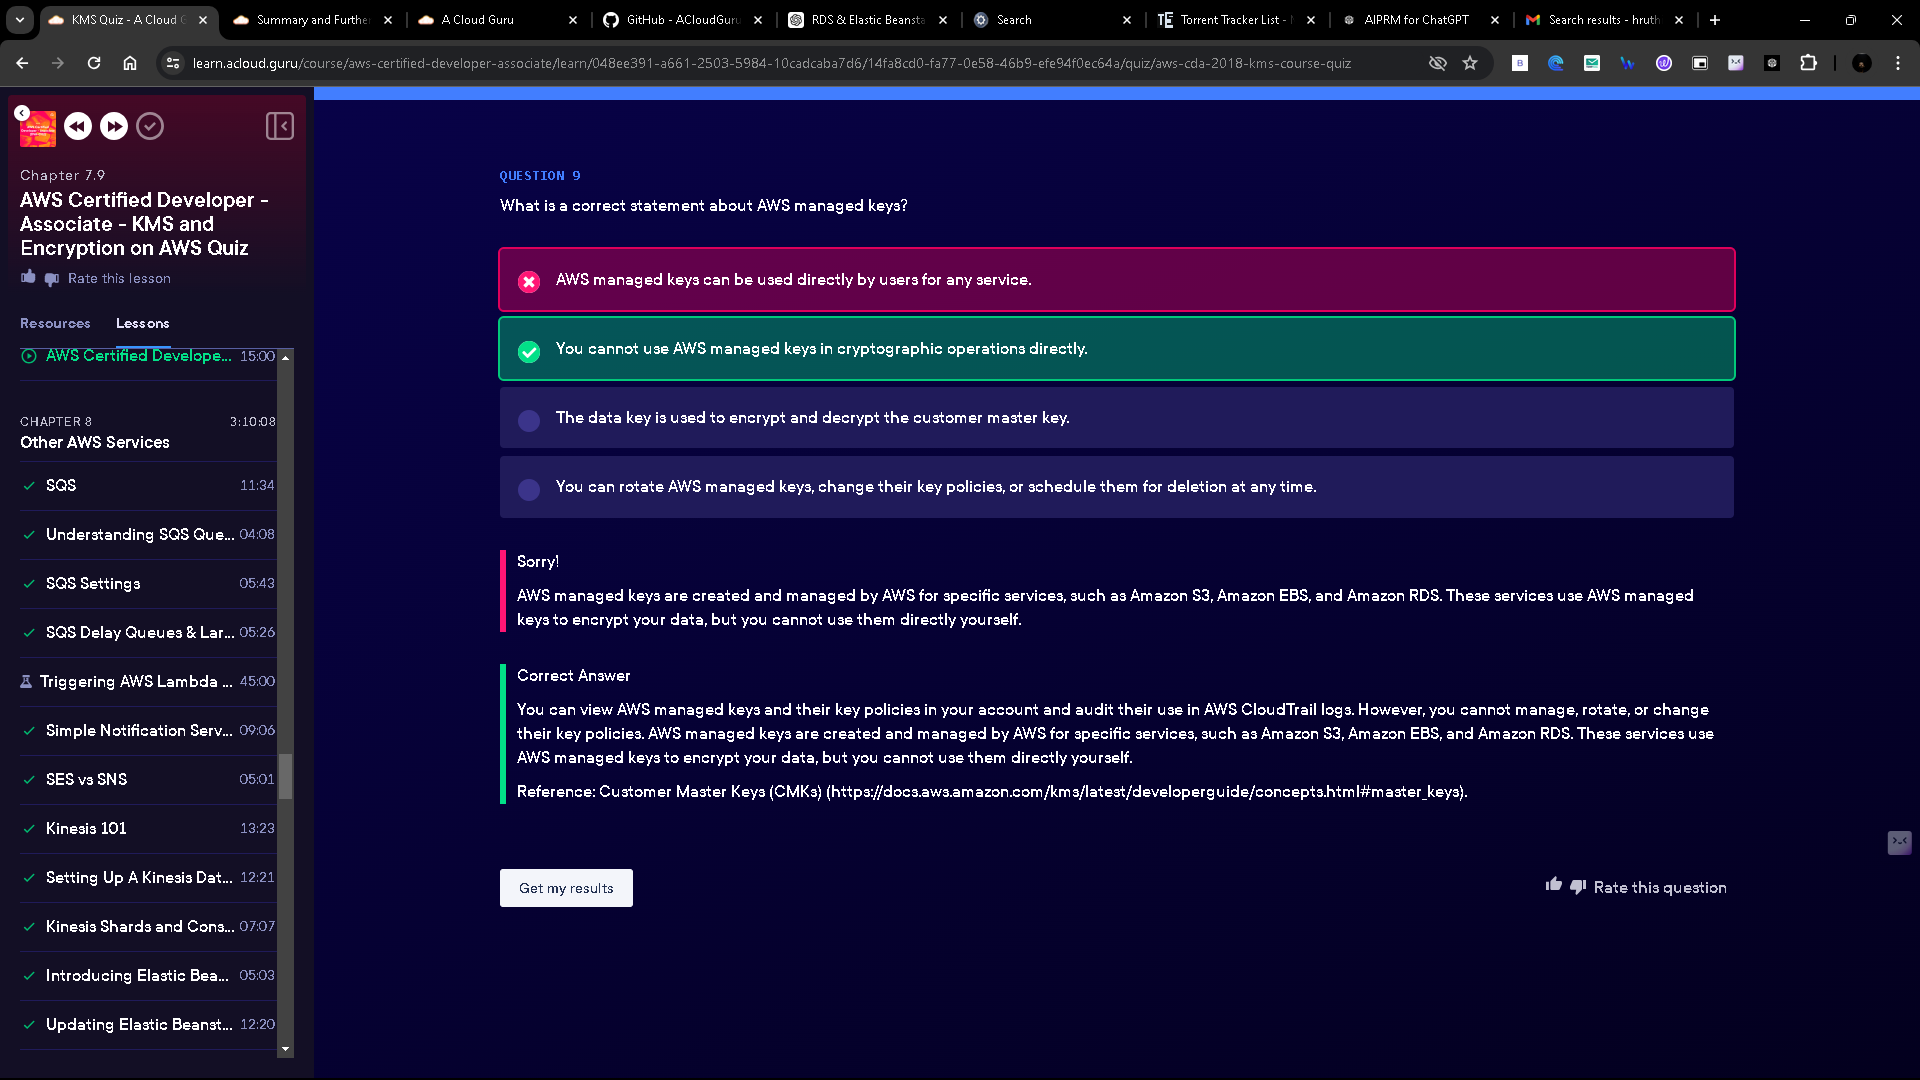 KMS Quiz - A Cloud G
Summary and Further
A Cloud Guru
GitHub - ACloudGuru
RDS & Elastic Beanst
Search
Torrent Tracker List -
AIPRM for ChatGPT
Search results - hruth
learn.acloud.guru/course/aws-certified-developer-associate/learn/048ee391-a661-2503-5984-10cadcaba7d6/14fa8cd0-fa77-0e58-46b9-efe94f0ec64a/quiz/aws-cda-2018-kms-course-quiz
Chapter 7.9
AWS Certified Developer -
Associate - KMS and
Encryption on AWS Quiz
Rate this lesson
Resources Lessons
AWS Certified Develope... 15:00
CHAPTER 8 3:10:08
Other AWS Services
SQS 11:34
Understanding SQS Que... 04:08
SQS Settings 05:43
SQS Delay Queues & Lar... 05:26
Triggering AWS Lambda ... 45:00
Simple Notification Serv... 09:06
SES vs SNS 05:01
Kinesis 101 13:23
Setting Up A Kinesis Dat... 12:21
Kinesis Shards and Cons... 07:07
Introducing Elastic Bea... 05:03
Updating Elastic Beanst... 12:20
QUESTION 9
What is a correct statement about AWS managed keys?
AWS managed keys can be used directly by users for any service.
You cannot use AWS managed keys in cryptographic operations directly.
The data key is used to encrypt and decrypt the customer master key.
You can rotate AWS managed keys, change their key policies, or schedule them for deletion at any time.
Sorry!
AWS managed keys are created and managed by AWS for specific services, such as Amazon S3, Amazon EBS, and Amazon RDS. These services use AWS managed
keys to encrypt your data, but you cannot use them directly yourself.
Correct Answer
You can view AWS managed keys and their key policies in your account and audit their use in AWS CloudTrail logs. However, you cannot manage, rotate, or change
their key policies. AWS managed keys are created and managed by AWS for specific services, such as Amazon S3, Amazon EBS, and Amazon RDS. These services use
AWS managed keys to encrypt your data, but you cannot use them directly yourself.
Reference: Customer Master Keys (CMKs) (https://docs.aws.amazon.com/kms/latest/developerguide/concepts.html#master_keys).
Get my results
Rate this question